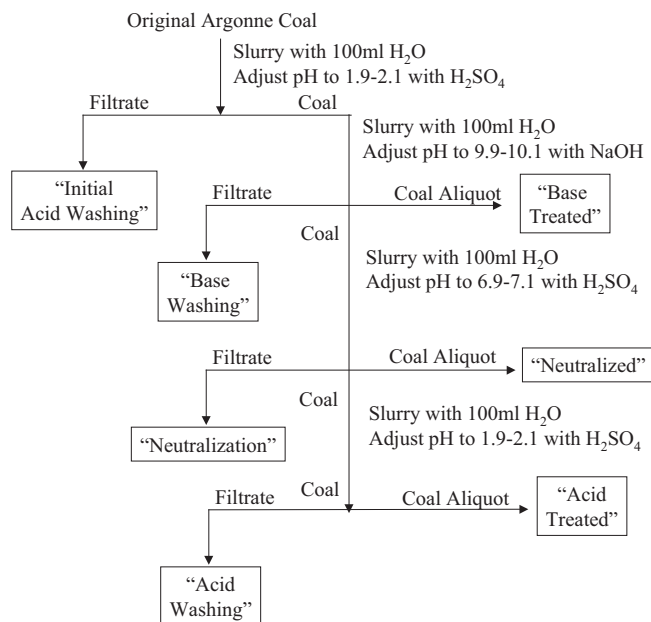 Original Argonne Coal
Slurry with 100ml H₂O
Adjust pH to 1.9-2.1 with H₂SO₄
Filtrate
Coal
Slurry with 100ml H₂O
Adjust pH to 9.9-10.1 with NaOH
“Initial
Acid Washing”
Filtrate
Coal Aliquot
“Base
Treated”
Coal
Slurry with 100ml H₂O
Adjust pH to 6.9-7.1 with H₂SO₄
“Base
Washing”
Filtrate
Coal Aliquot
“Neutralized”
Coal
Slurry with 100ml H₂O
Adjust pH to 1.9-2.1 with H₂SO₄
“Neutralization”
Filtrate
Coal
Coal Aliquot
“Acid
Treated”
“Acid
Washing”